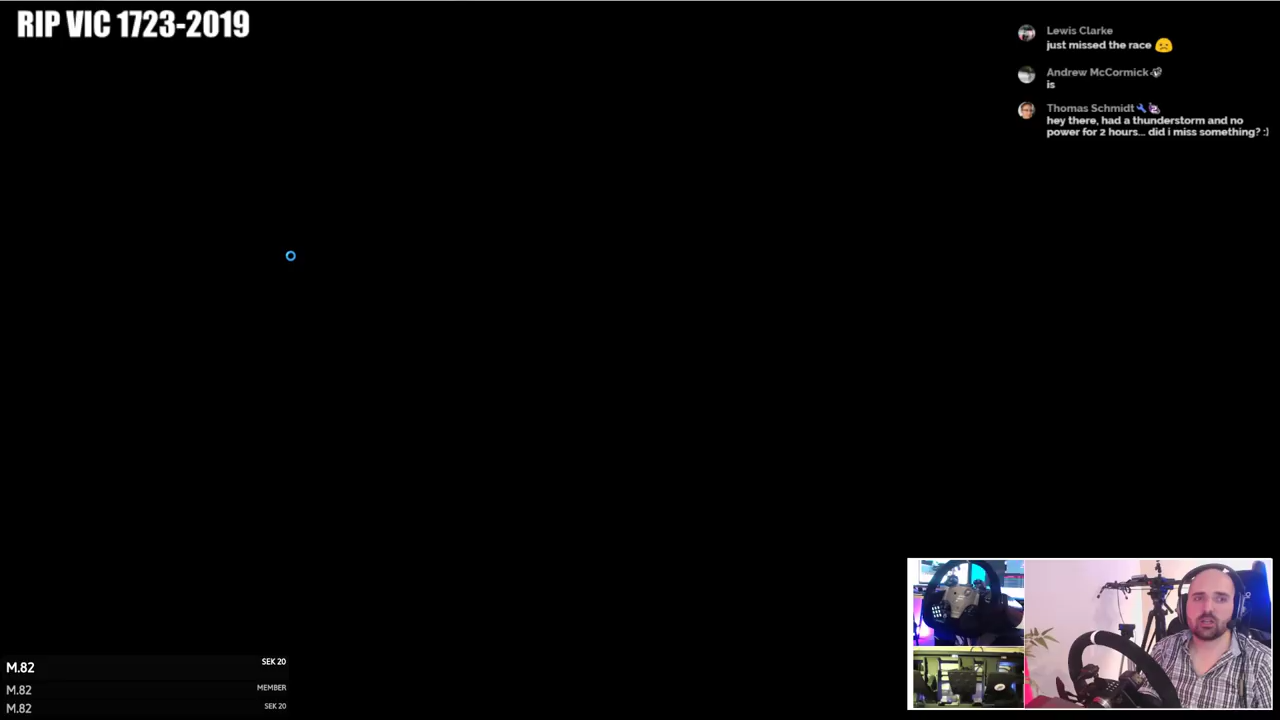 RIP VIC 1723-2019
Lewis Clarke
just missed the race
Andrew McCormick
is
Thomas Schmidt
hey there, had a thunderstorm and no
power for 2 hours... did i miss something? :)
M.82 SEK 20
M.82 MEMBER
M.82 SEK 20